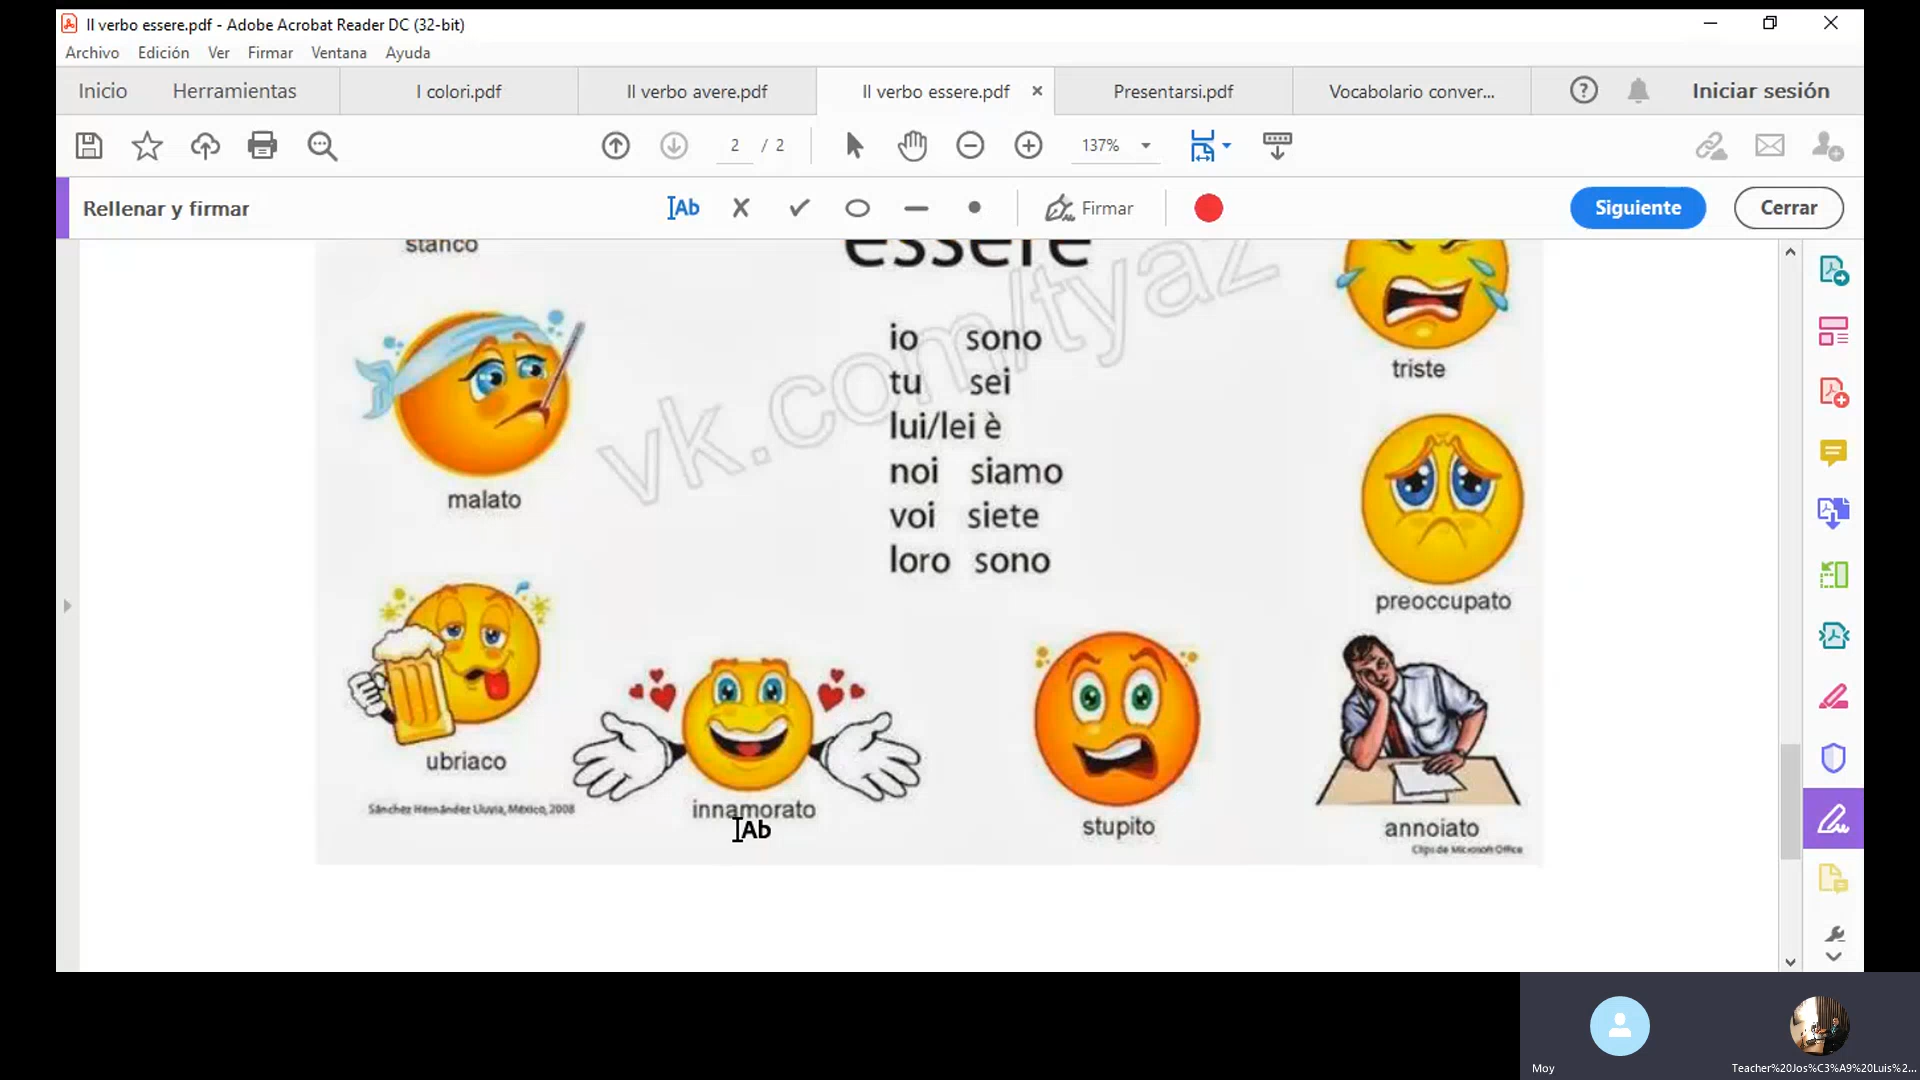 Il verbo essere.pdf - Adobe Acrobat Reader DC (32-bit)
Archivo Edición Ver Firmar Ventana Ayuda
Inicio Herramientas I colori.pdf Il verbo avere.pdf Il verbo essere.pdf × Presentarsi.pdf Vocabolario conver... ? Iniciar sesión
2 / 2 137%
Rellenar y firmar Ab Firmar Siguiente Cerrar
stanco
essere
vk.com/tyaz
io sono
tu sei
lui/lei è
noi siamo
voi siete
loro sono
triste
malato
preoccupato
ubriaco
innamorato
stupito
annoiato
Sánchez Hernández Lluvia, México, 2008
Clips de Microsoft Office
Ab
Moy
Teacher%20Jos%C3%A9%20Luis%2...